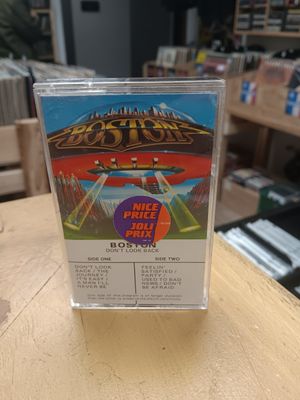 BOSTON
NICE
PRICE
JOLI
PRIX
BOSTON
DON'T LOOK BACK
SIDE ONE
SIDE TWO
DON'T LOOK
BACK / THE
JOURNEY /
IT'S EASY /
A MAN I'LL
NEVER BE
FEELIN'
SATISFIED /
PARTY /
USED TO BAD
NEWS / DON'T
BE AFRAID